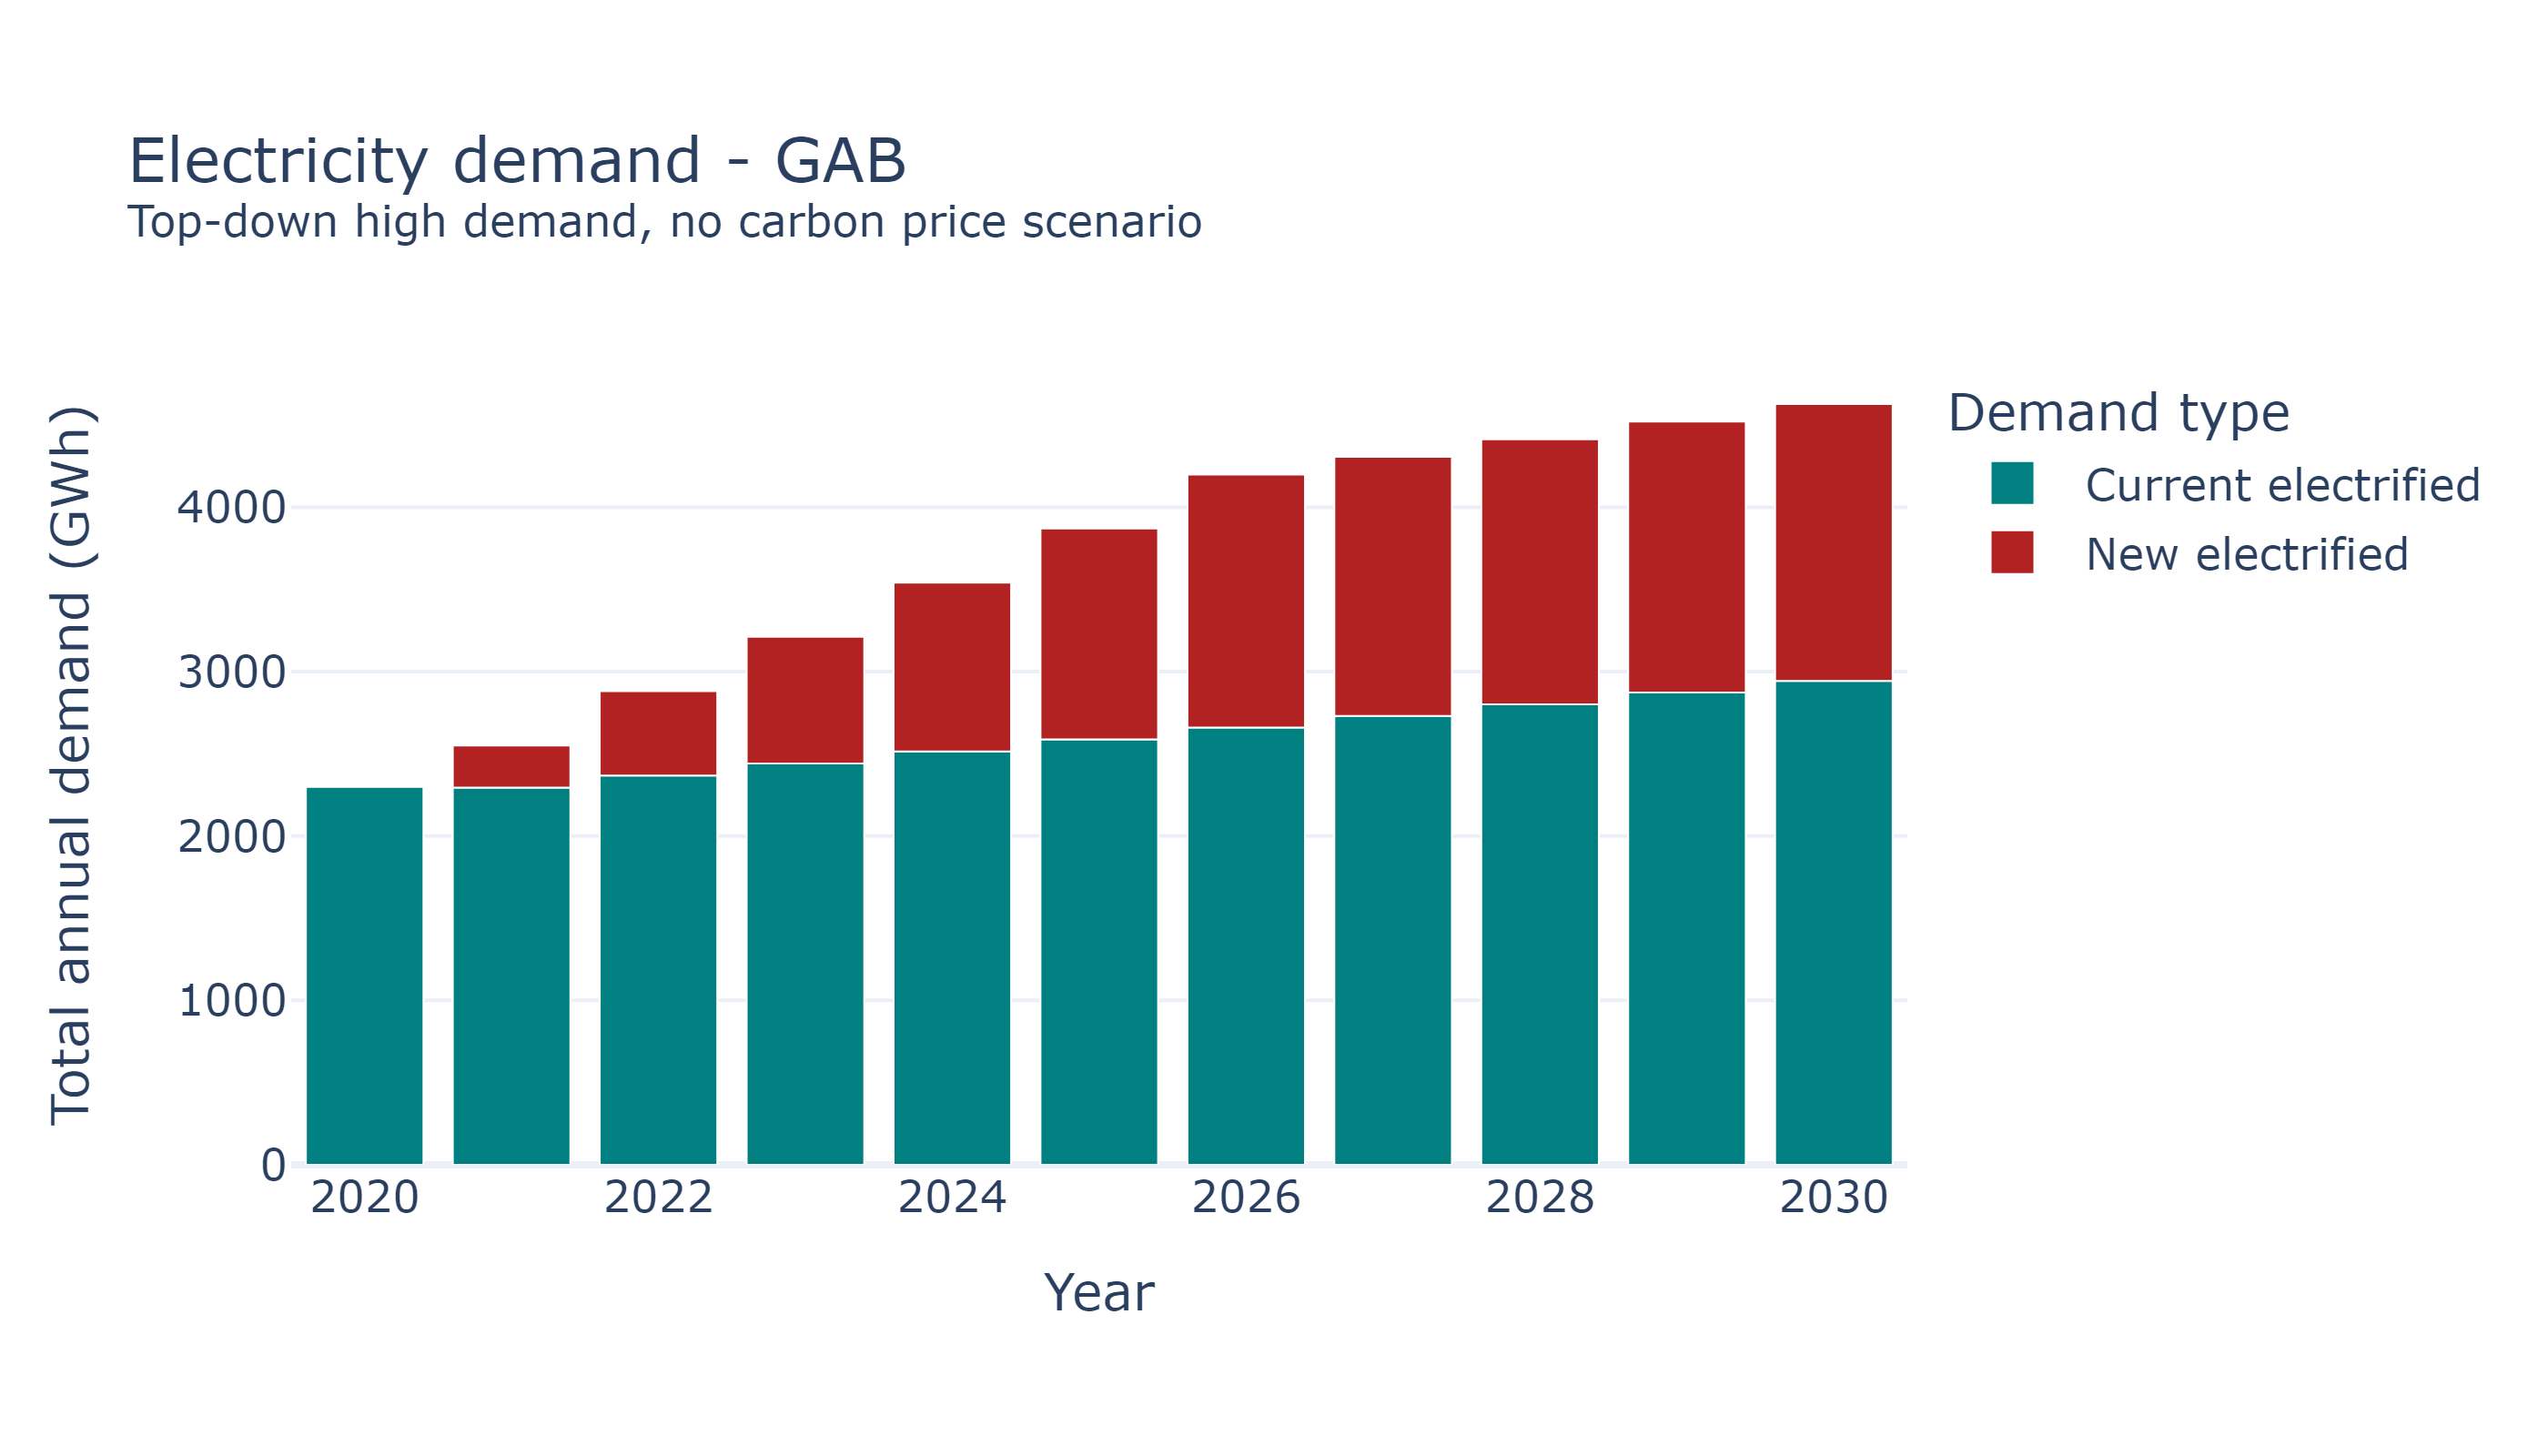 Electricity demand - GAB
Top-down high demand, no carbon price scenario
Total annual demand (GWh)
4000
3000
2000
1000
0
2020
2022
2024
2026
2028
2030
Year
Demand type
Current electrified
New electrified